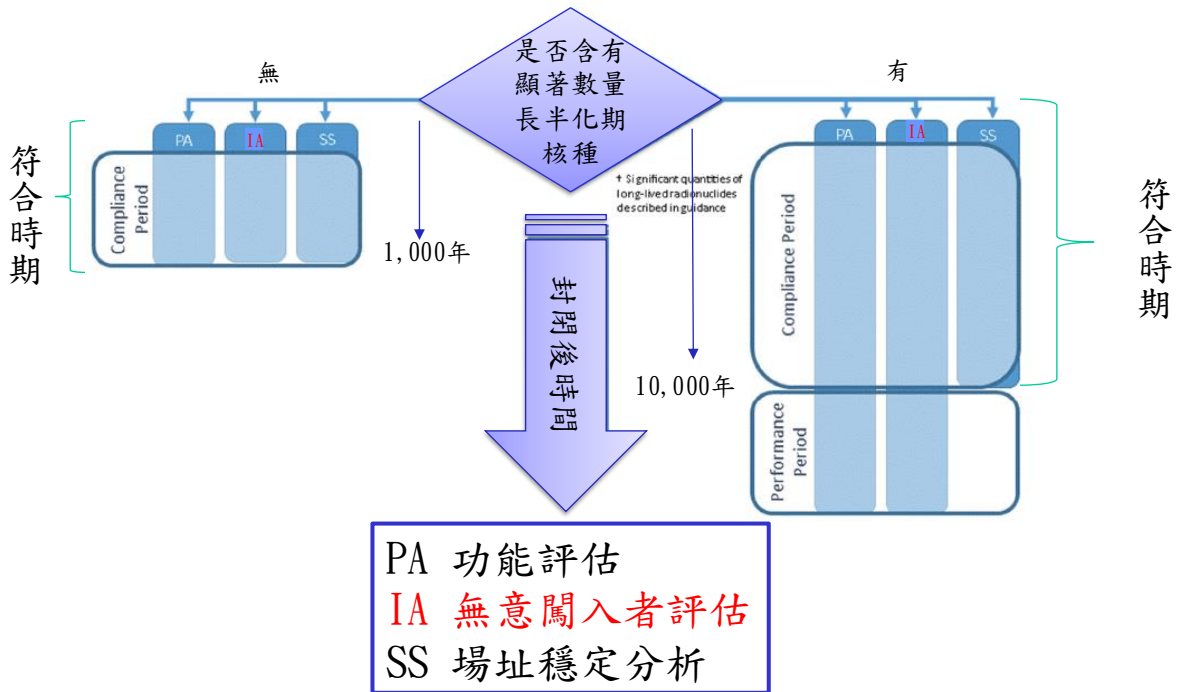 是否含有
顯著數量
長半化期
核種
無
有
PA
IA
SS
Compliance
Period
符合時期
1,000年
† Significant quantities of
long-lived radionuclides
described in guidance
PA
IA
SS
Compliance Period
符合時期
10,000年
封閉後時間
Performance
Period
PA 功能評估
IA 無意闖入者評估
SS 場址穩定分析